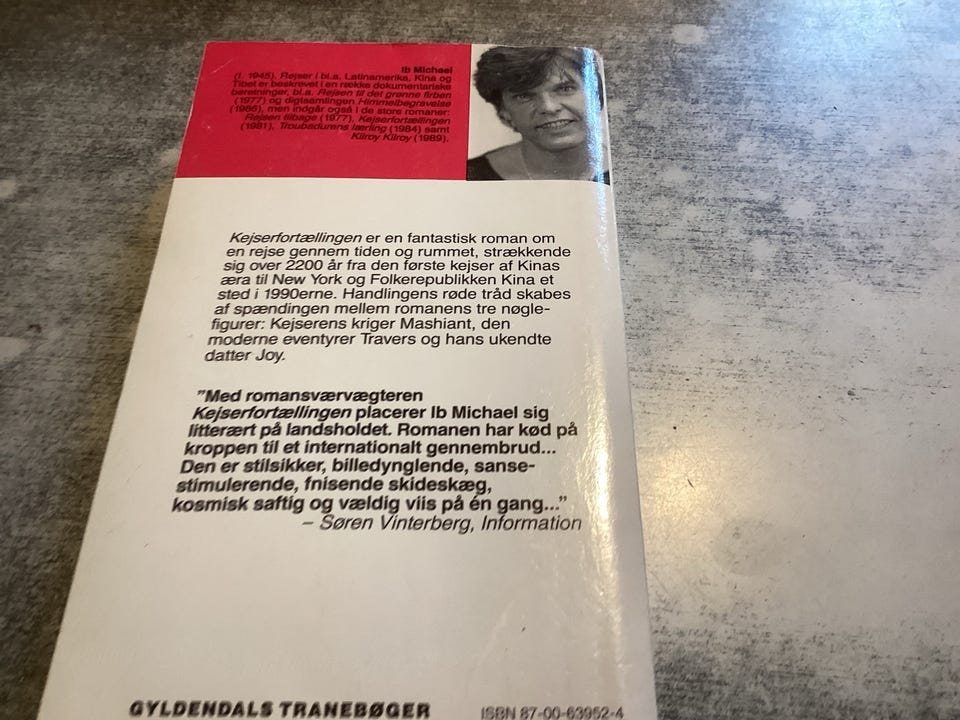 Ib Michael
(f. 1945). Rejser i bl.a. Latinamerika, Kina og
Tibet er beskrevet i en række dokumentariske
beretninger, bl.a. Rejsen til det grønne firben
(1977) og digtsamlingen Himmelbegravelse
(1986), men indgår også i de store romaner:
Rejsen tilbage (1977), Kejserfortællingen
(1981), Troubadurens lærling (1984) samt
Kilroy Kilroy (1989).
Kejserfortællingen er en fantastisk roman om
en rejse gennem tiden og rummet, strækkende
sig over 2200 år fra den første kejser af Kinas
æra til New York og Folkerepublikken Kina et
sted i 1990erne. Handlingens røde tråd skabes
af spændingen mellem romanens tre nøgle-
figurer: Kejserens kriger Mashiant, den
moderne eventyrer Travers og hans ukendte
datter Joy.
"Med romansværvægteren
Kejserfortællingen placerer Ib Michael sig
litterært på landsholdet. Romanen har kød på
kroppen til et internationalt gennembrud...
Den er stilsikker, billedynglende, sanse-
stimulerende, fnisende skideskæg,
kosmisk saftig og vældig viis på én gang..."
– Søren Vinterberg, Information
GYLDENDALS TRANEBØGER
ISBN 87-00-63952-4